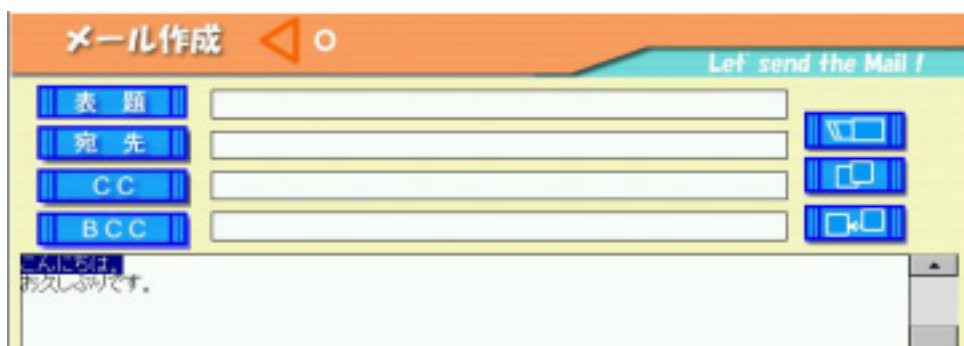 メール作成
Let' send the Mail !
表 題
宛 先
CC
BCC
こんにちは。
お久しぶりです。